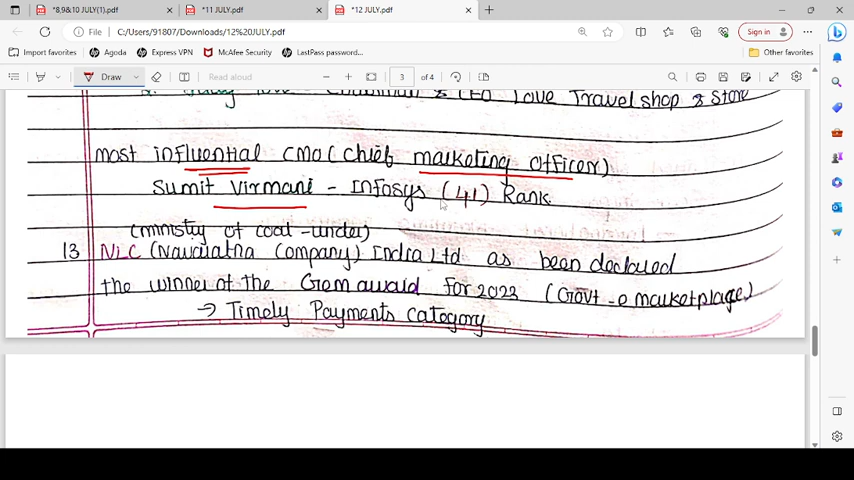 *8,9&10 JULY(1).pdf
*11 JULY.pdf
*12 JULY.pdf
File C:/Users/91807/Downloads/12%20JULY.pdf
Sign in
Import favorites Agoda Express VPN McAfee Security LastPass password...
Other favorites
Draw Read aloud 3 of 4
CEO Love Travel shop & Store
most influential CMO (Chief marketing Officer)
Sumit Virmani - Infosys (41) Rank.
(ministry of coal -under)
13 NLC (Navaratna Company) India Ltd as been declared
the winner of the Gem award for 2023 (Govt -e marketplace)
→ Timely Payments category